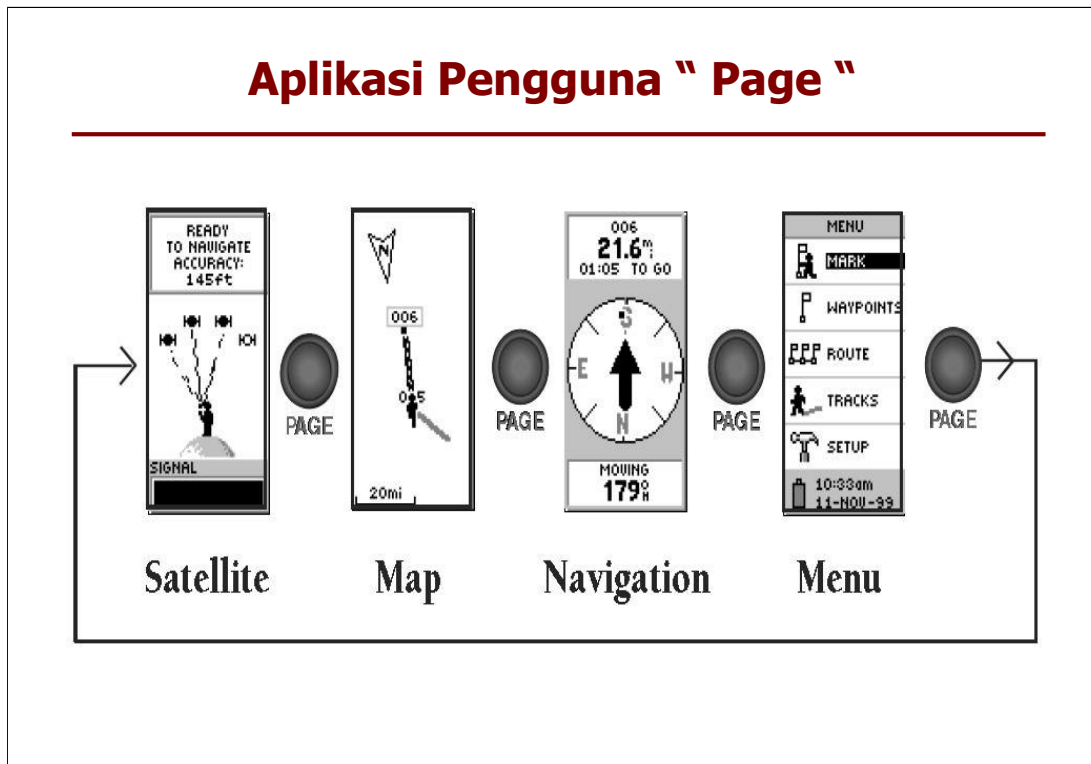 Aplikasi Pengguna “ Page “
READY
TO NAVIGATE
ACCURACY:
145ft
SIGNAL
Satellite
PAGE
N
006
005
20mi
Map
PAGE
006
21.6 mi
01:05 TO GO
S
E W
N
MOVING
179°M
Navigation
PAGE
MENU
MARK
WAYPOINTS
ROUTE
TRACKS
SETUP
10:33am
11-NOV-99
Menu
PAGE